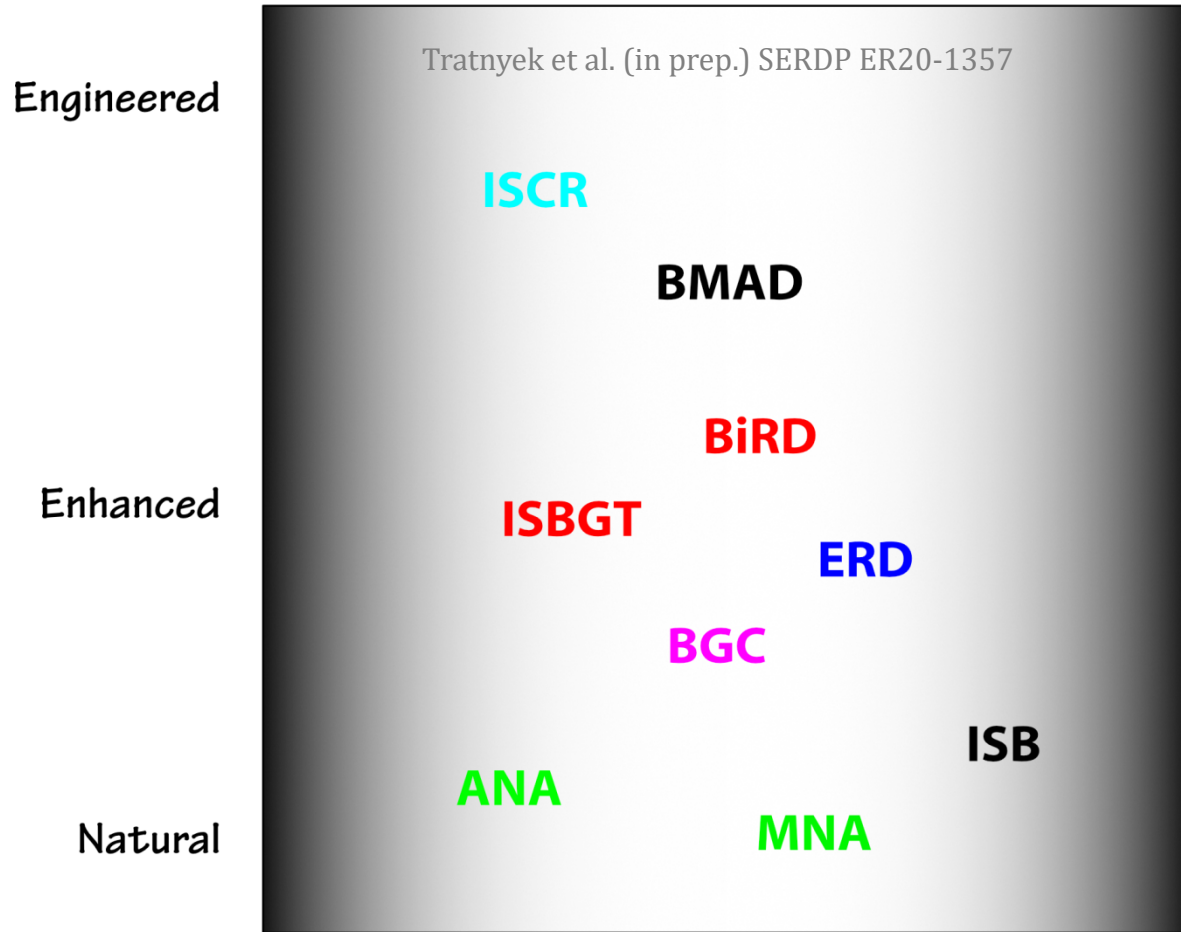 Tratnyek et al. (in prep.) SERDP ER20-1357
Engineered
ISCR
BMAD
BiRD
Enhanced
ISBGT
ERD
BGC
ISB
ANA
Natural
MNA